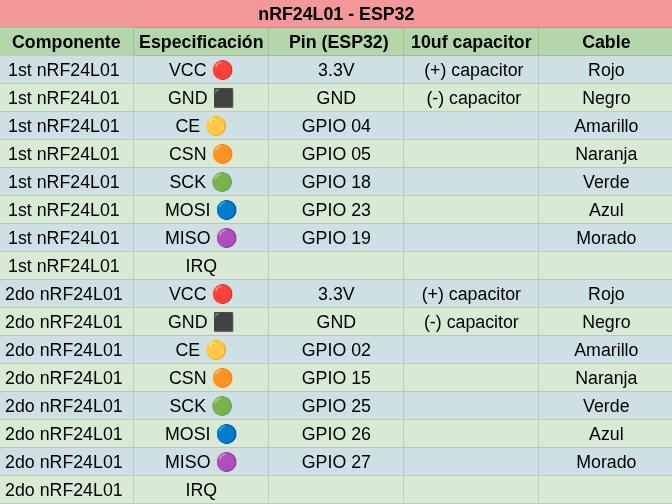 nRF24L01 - ESP32
Componente Especificación Pin (ESP32) 10uf capacitor Cable
1st nRF24L01 VCC 🔴 3.3V (+) capacitor Rojo
1st nRF24L01 GND ⬛ GND (-) capacitor Negro
1st nRF24L01 CE 🟡 GPIO 04 Amarillo
1st nRF24L01 CSN 🟠 GPIO 05 Naranja
1st nRF24L01 SCK 🟢 GPIO 18 Verde
1st nRF24L01 MOSI 🔵 GPIO 23 Azul
1st nRF24L01 MISO 🟣 GPIO 19 Morado
1st nRF24L01 IRQ
2do nRF24L01 VCC 🔴 3.3V (+) capacitor Rojo
2do nRF24L01 GND ⬛ GND (-) capacitor Negro
2do nRF24L01 CE 🟡 GPIO 02 Amarillo
2do nRF24L01 CSN 🟠 GPIO 15 Naranja
2do nRF24L01 SCK 🟢 GPIO 25 Verde
2do nRF24L01 MOSI 🔵 GPIO 26 Azul
2do nRF24L01 MISO 🟣 GPIO 27 Morado
2do nRF24L01 IRQ